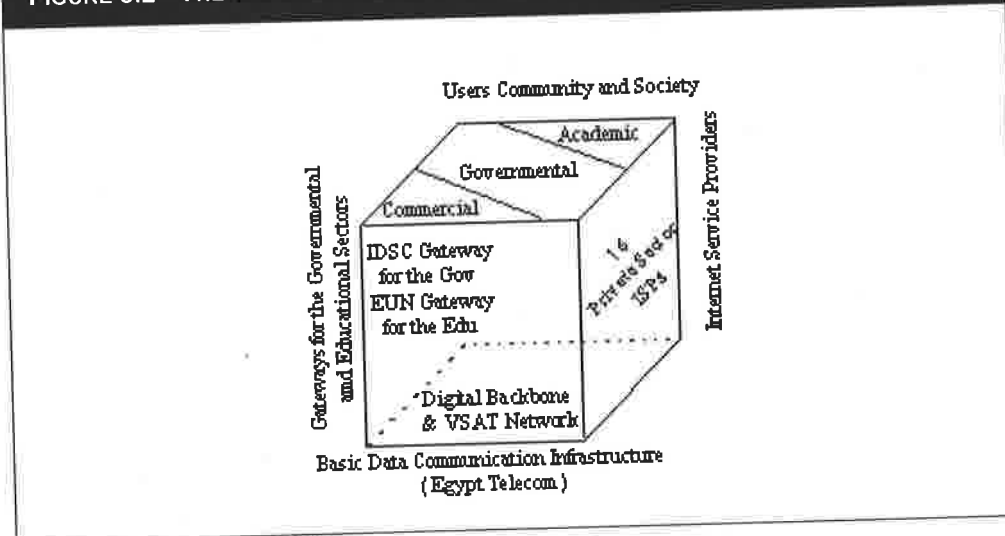 Users Community and Society
Academic
Governmental
Commercial
Gateways for the Governmental
and Educational Sectors
IDSC Gateway
for the Gov
EUN Gateway
for the Edu
16
Private Sector
ISPs
Internet Service Providers
Digital Backbone
& VSAT Network
Basic Data Communication Infrastructure
( Egypt Telecom )